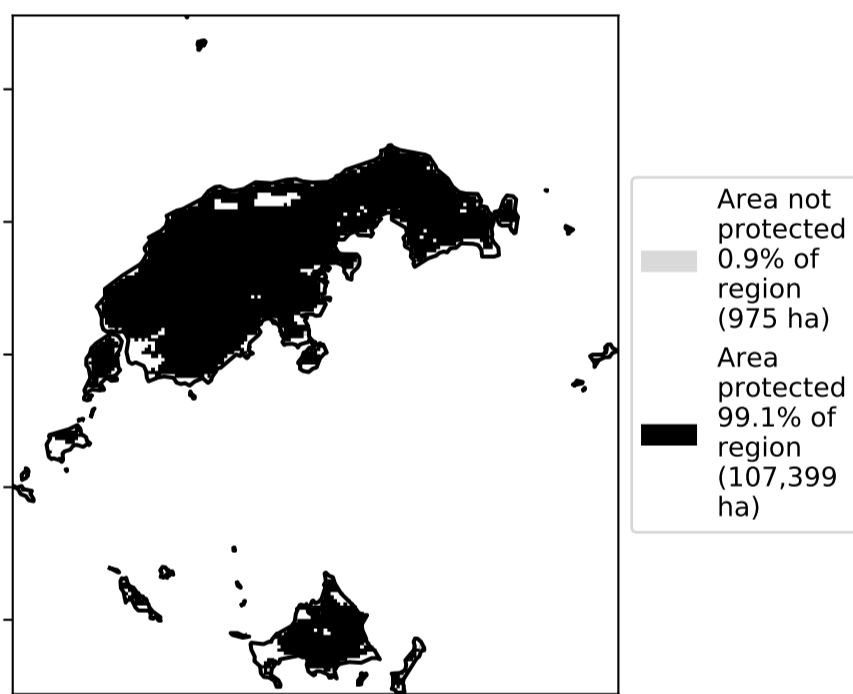 Area not
protected
0.9% of
region
(975 ha)
Area
protected
99.1% of
region
(107,399
ha)